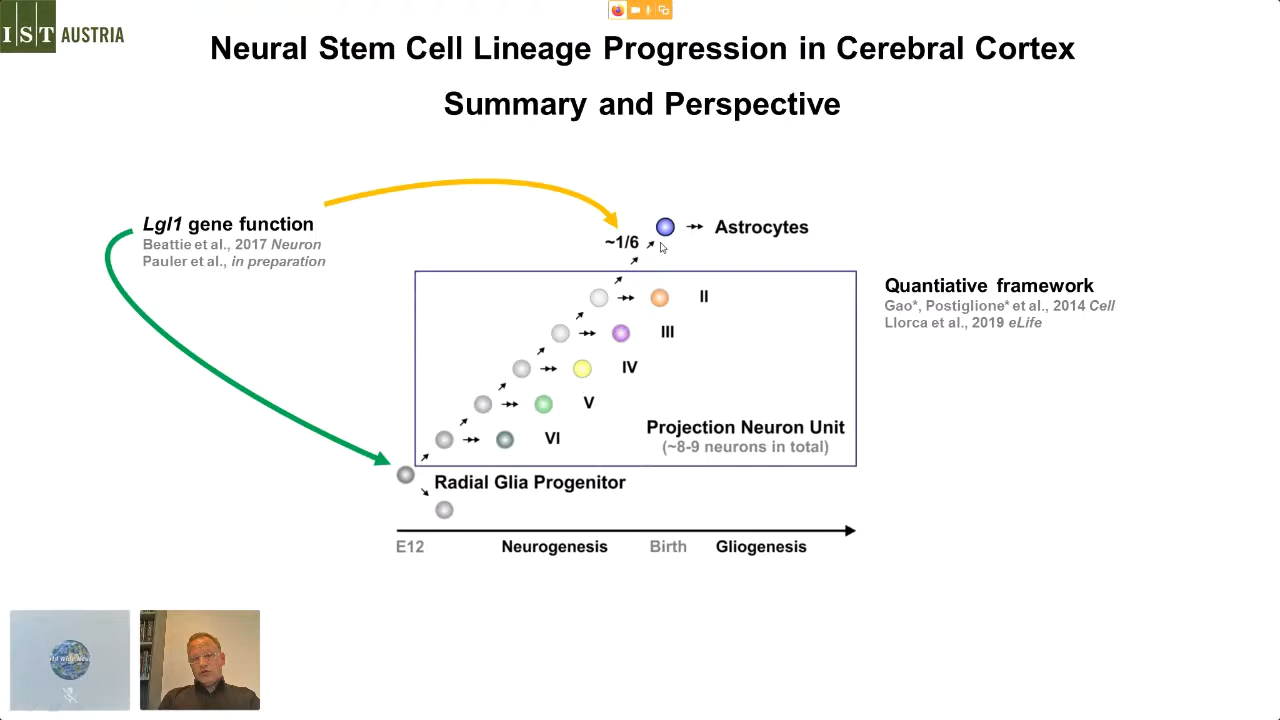 IST AUSTRIA
Neural Stem Cell Lineage Progression in Cerebral Cortex
Summary and Perspective
Lgl1 gene function
Beattie et al., 2017 Neuron
Pauler et al., in preparation
~1/6
Astrocytes
Quantiative framework
Gao*, Postiglione* et al., 2014 Cell
Llorca et al., 2019 eLife
II
III
IV
V
VI
Projection Neuron Unit
(~8-9 neurons in total)
Radial Glia Progenitor
E12
Neurogenesis
Birth
Gliogenesis